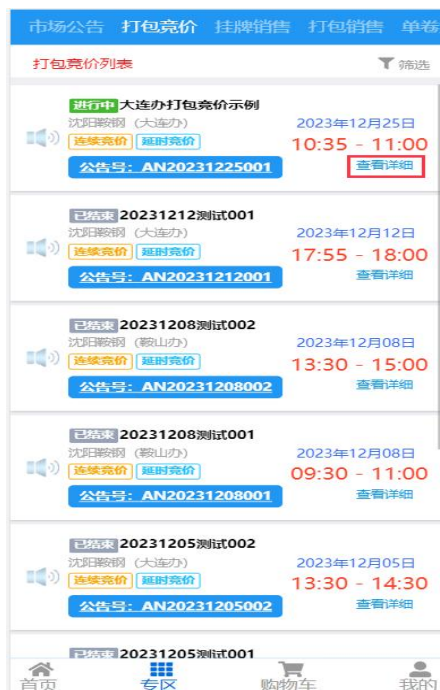 市场公告 打包竞价 挂牌销售 打包销售 单卷
打包竞价列表 筛选
进行中 大连办打包竞价示例
沈阳鞍钢 (大连办) 2023年12月25日
连续竞价 延时竞价 10:35 - 11:00
公告号: AN20231225001 查看详细
已结束 20231212测试001
沈阳鞍钢 (大连办) 2023年12月12日
连续竞价 延时竞价 17:55 - 18:00
公告号: AN20231212001 查看详细
已结束 20231208测试002
沈阳鞍钢 (鞍山办) 2023年12月08日
连续竞价 延时竞价 13:30 - 15:00
公告号: AN20231208002 查看详细
已结束 20231208测试001
沈阳鞍钢 (鞍山办) 2023年12月08日
连续竞价 延时竞价 09:30 - 11:00
公告号: AN20231208001 查看详细
已结束 20231205测试002
沈阳鞍钢 (大连办) 2023年12月05日
连续竞价 延时竞价 13:30 - 14:30
公告号: AN20231205002 查看详细
已结束 20231205测试001
首页 专区 购物车 我的